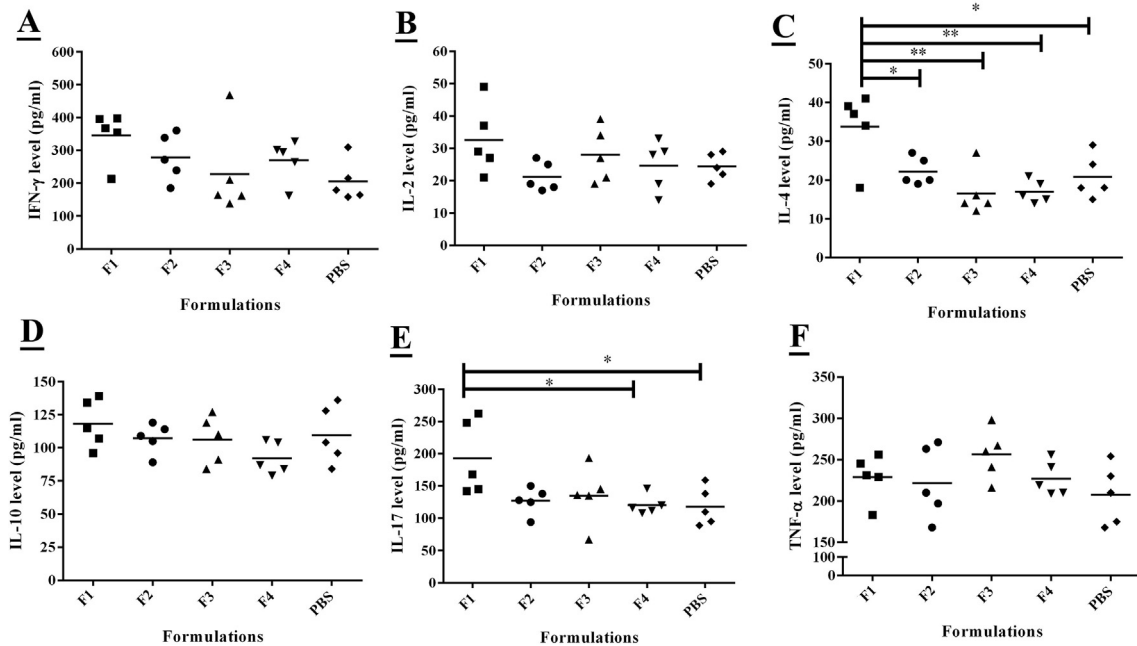 A
IFN-γ level (pg/ml)
600
500
400
300
200
100
0
F1 F2 F3 F4 PBS
Formulations
B
IL-2 level (pg/ml)
60
50
40
30
20
10
0
F1 F2 F3 F4 PBS
Formulations
C
*
**
**
*
IL-4 level (pg/ml)
50
40
30
20
10
0
F1 F2 F3 F4 PBS
Formulations
D
IL-10 level (pg/ml)
150
125
100
75
50
25
0
F1 F2 F3 F4 PBS
Formulations
E
*
*
IL-17 level (pg/ml)
300
250
200
150
100
50
0
F1 F2 F3 F4 PBS
Formulations
F
TNF-α level (pg/ml)
300
250
200
150
100
0
F1 F2 F3 F4 PBS
Formulations